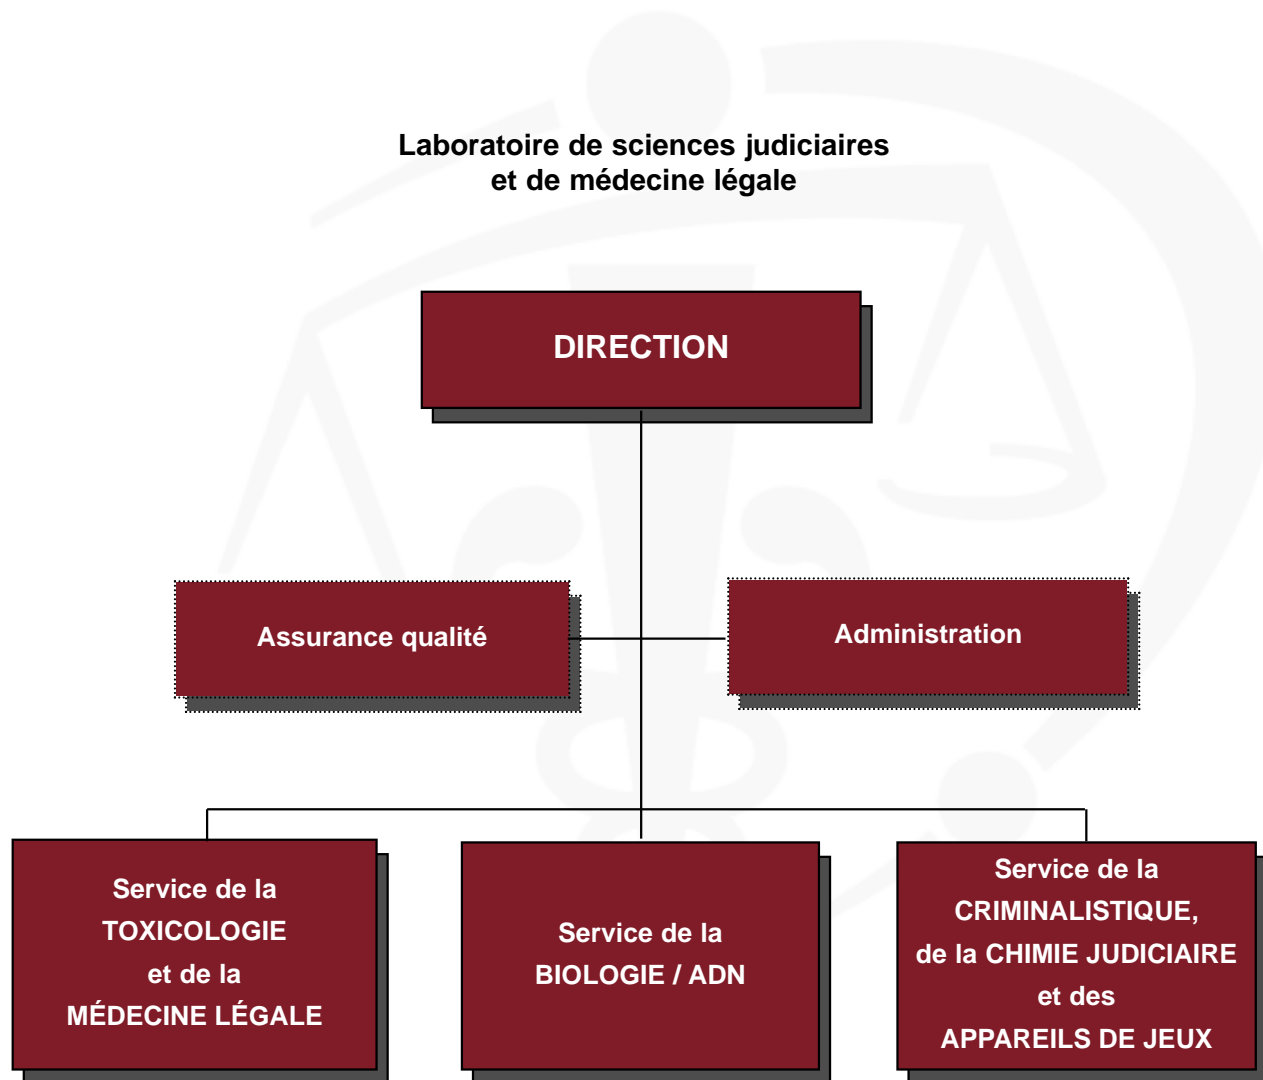 Laboratoire de sciences judiciaires
et de médecine légale
DIRECTION
Assurance qualité
Administration
Service de la
TOXICOLOGIE
et de la
MÉDECINE LÉGALE
Service de la
BIOLOGIE / ADN
Service de la
CRIMINALISTIQUE,
de la CHIMIE JUDICIAIRE
et des
APPAREILS DE JEUX